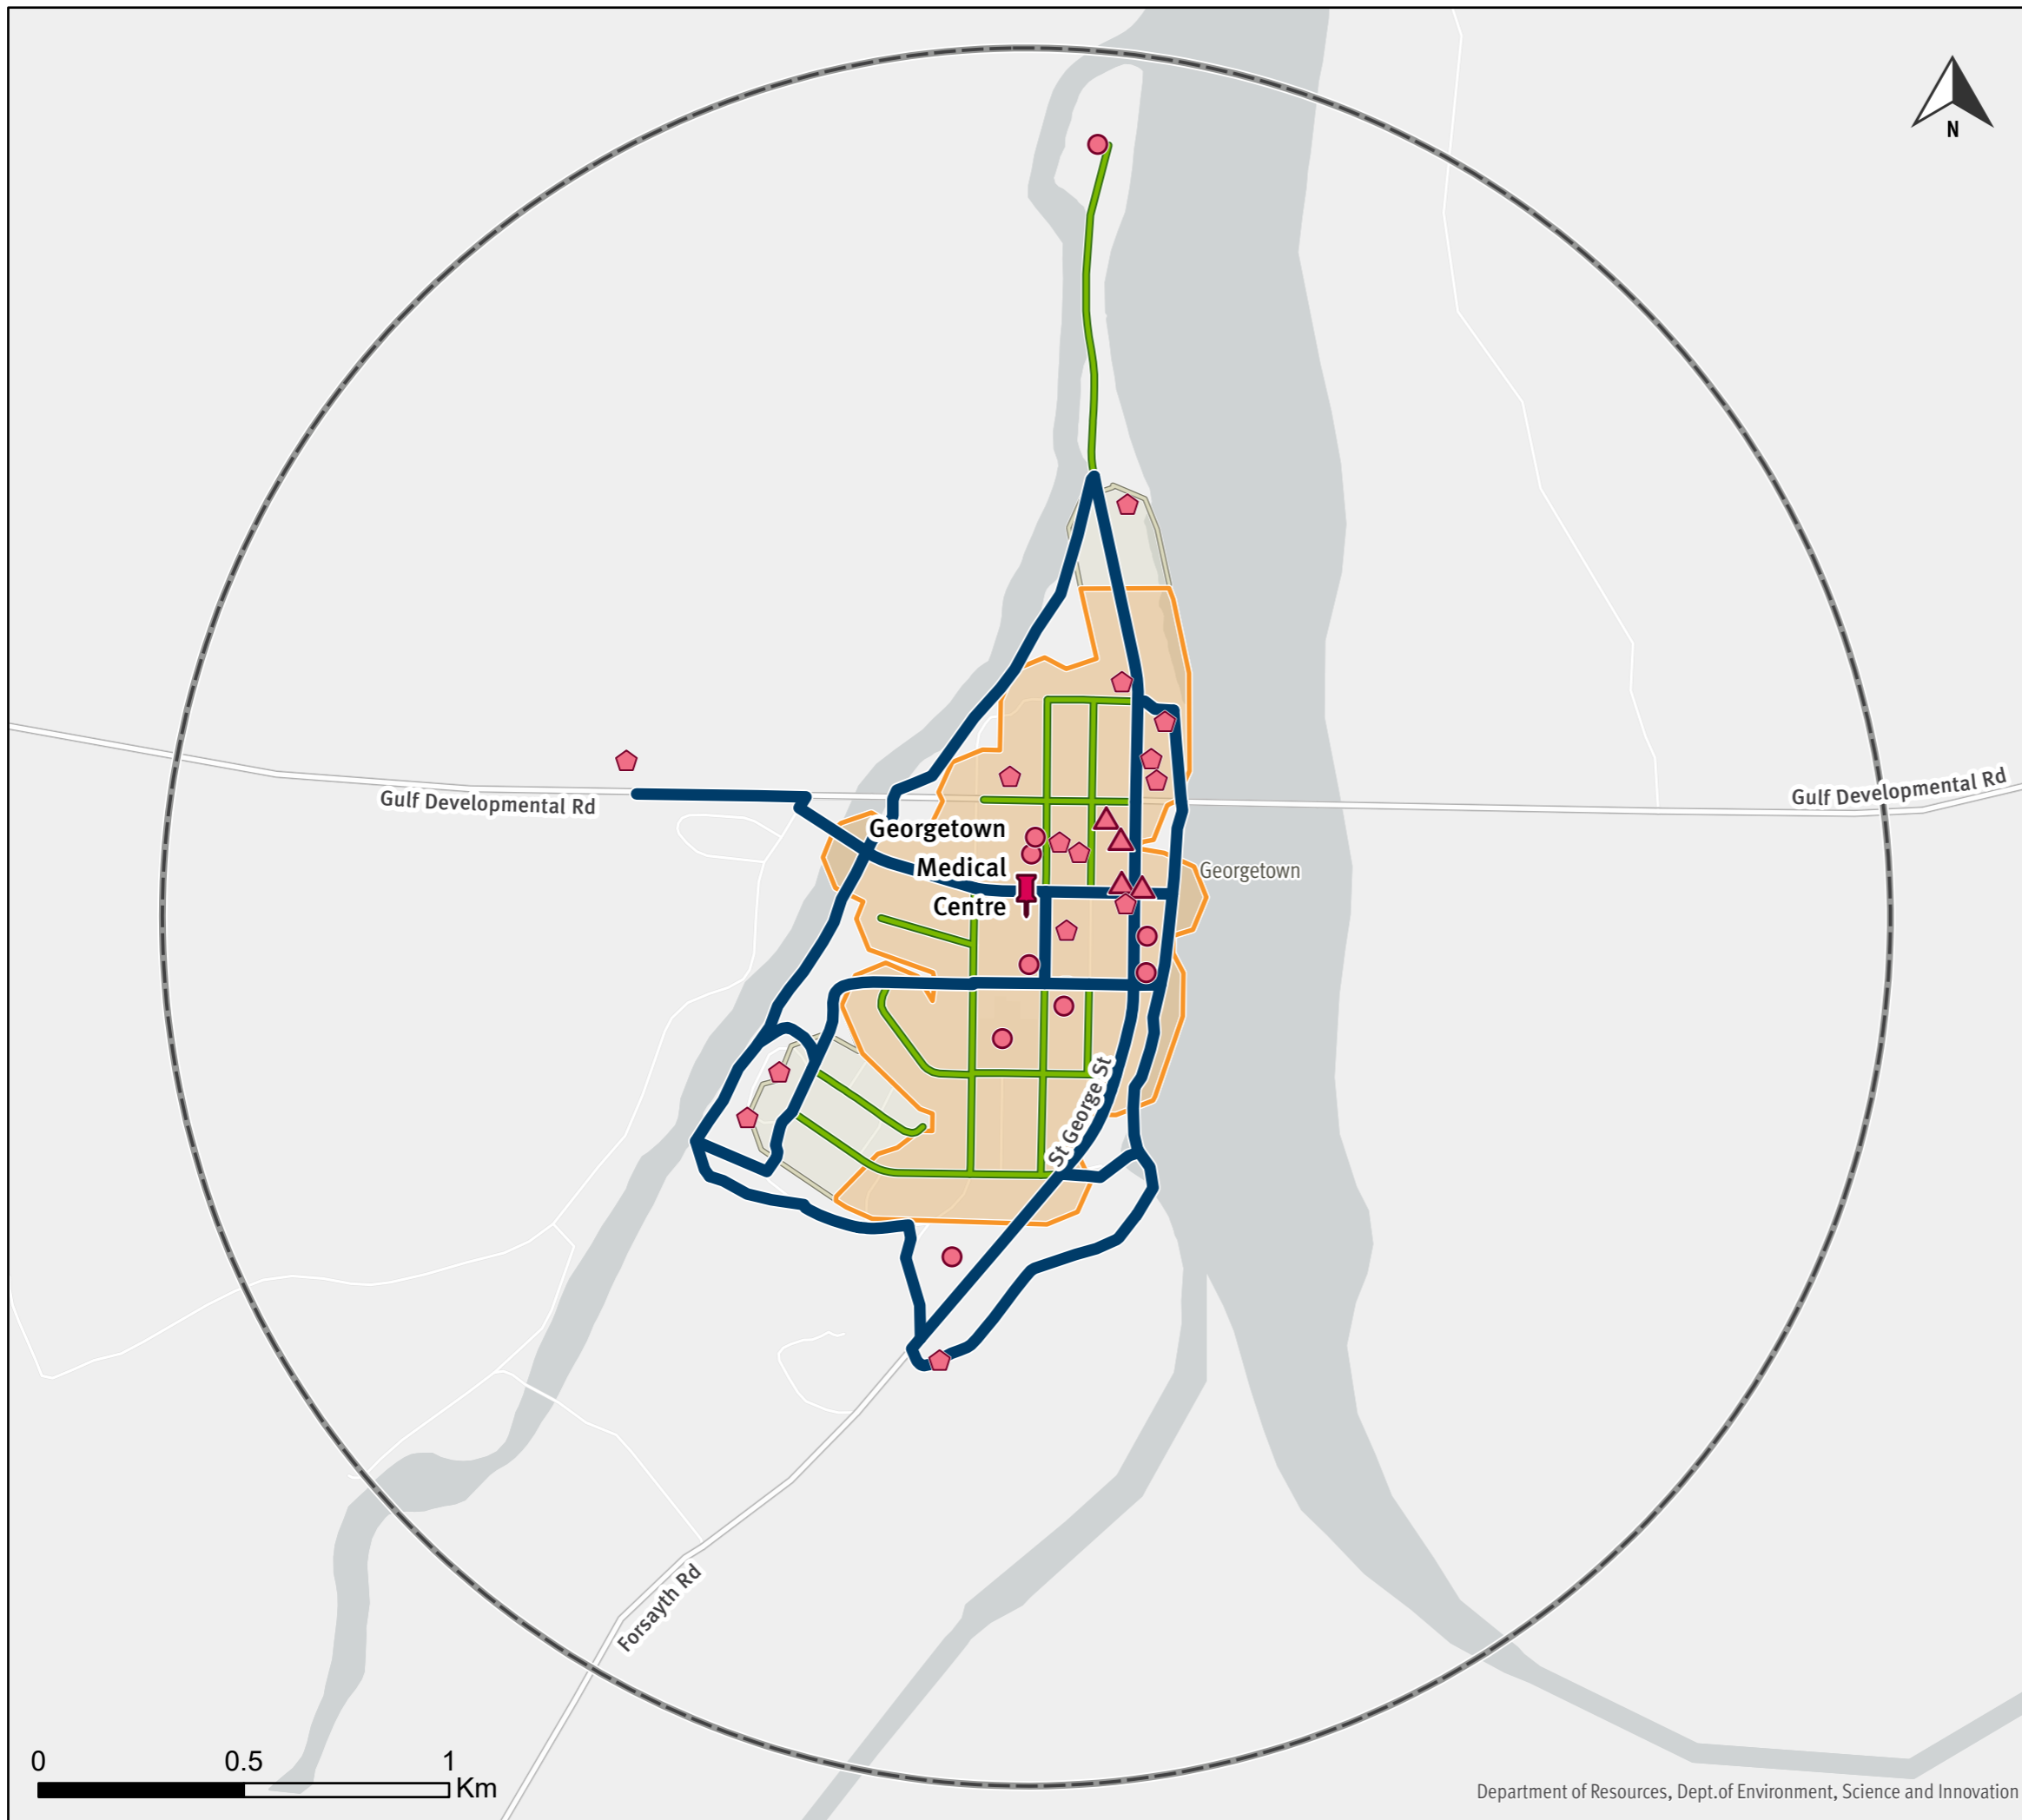 N
Gulf Developmental Rd
Gulf Developmental Rd
Georgetown
Medical
Centre
Georgetown
St George St
Forsayth Rd
0 0.5 1
Km
Department of Resources, Dept.of Environment, Science and Innovation